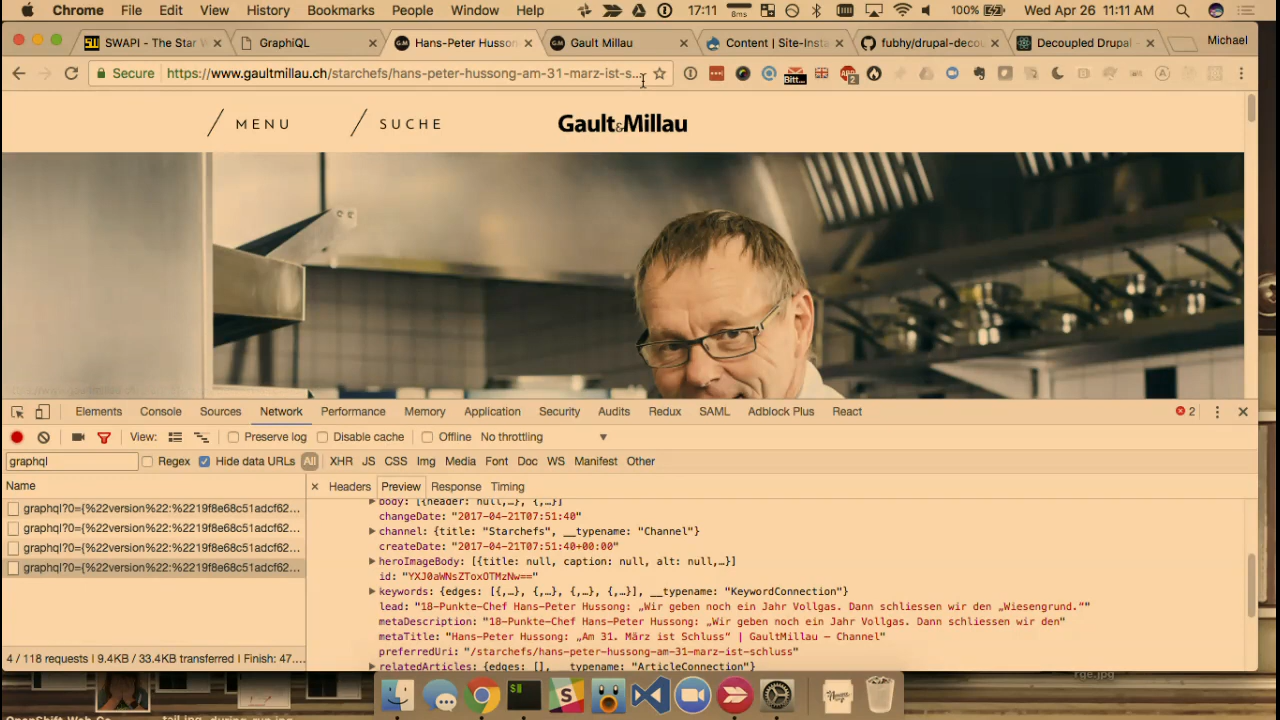 Chrome File Edit View History Bookmarks People Window Help 17:11 8ms 100% Wed Apr 26 11:11 AM
SWAPI - The Star W × GraphiQL × Hans-Peter Husson × Gault Millau × Content | Site-Insta × fubhy/drupal-deco × Decoupled Drupal - × Michael
Secure https://www.gaultmillau.ch/starchefs/hans-peter-hussong-am-31-marz-ist-s...
MENU SUCHE Gault&Millau
Elements Console Sources Network Performance Memory Application Security Audits Redux SAML Adblock Plus React 2
View: Preserve log Disable cache Offline No throttling
graphql Regex Hide data URLs All XHR JS CSS Img Media Font Doc WS Manifest Other
Name × Headers Preview Response Timing
graphql?0={%22version%22:%2219f8e68c51adcf62...
graphql?0={%22version%22:%2219f8e68c51adcf62...
graphql?0={%22version%22:%2219f8e68c51adcf62...
graphql?0={%22version%22:%2219f8e68c51adcf62...
body: [{header: null,…}, {,…}]
changeDate: "2017-04-21T07:51:40"
channel: {title: "Starchefs", __typename: "Channel"}
createDate: "2017-04-21T07:51:40+00:00"
heroImageBody: [{title: null, caption: null, alt: null,…}]
id: "YXJ0aWNsZToxOTMzNw=="
keywords: {edges: [{,…}, {,…}, {,…}, {,…}], __typename: "KeywordConnection"}
lead: "18-Punkte-Chef Hans-Peter Hussong: „Wir geben noch ein Jahr Vollgas. Dann schliessen wir den „Wiesengrund.“"
metaDescription: "18-Punkte-Chef Hans-Peter Hussong: „Wir geben noch ein Jahr Vollgas. Dann schliessen wir den"
metaTitle: "Hans-Peter Hussong: „Am 31. März ist Schluss“ | GaultMillau – Channel"
preferredUri: "/starchefs/hans-peter-hussong-am-31-marz-ist-schluss"
relatedArticles: {edges: [], __typename: "ArticleConnection"}
4 / 118 requests | 9.4KB / 33.4KB transferred | Finish: 47....